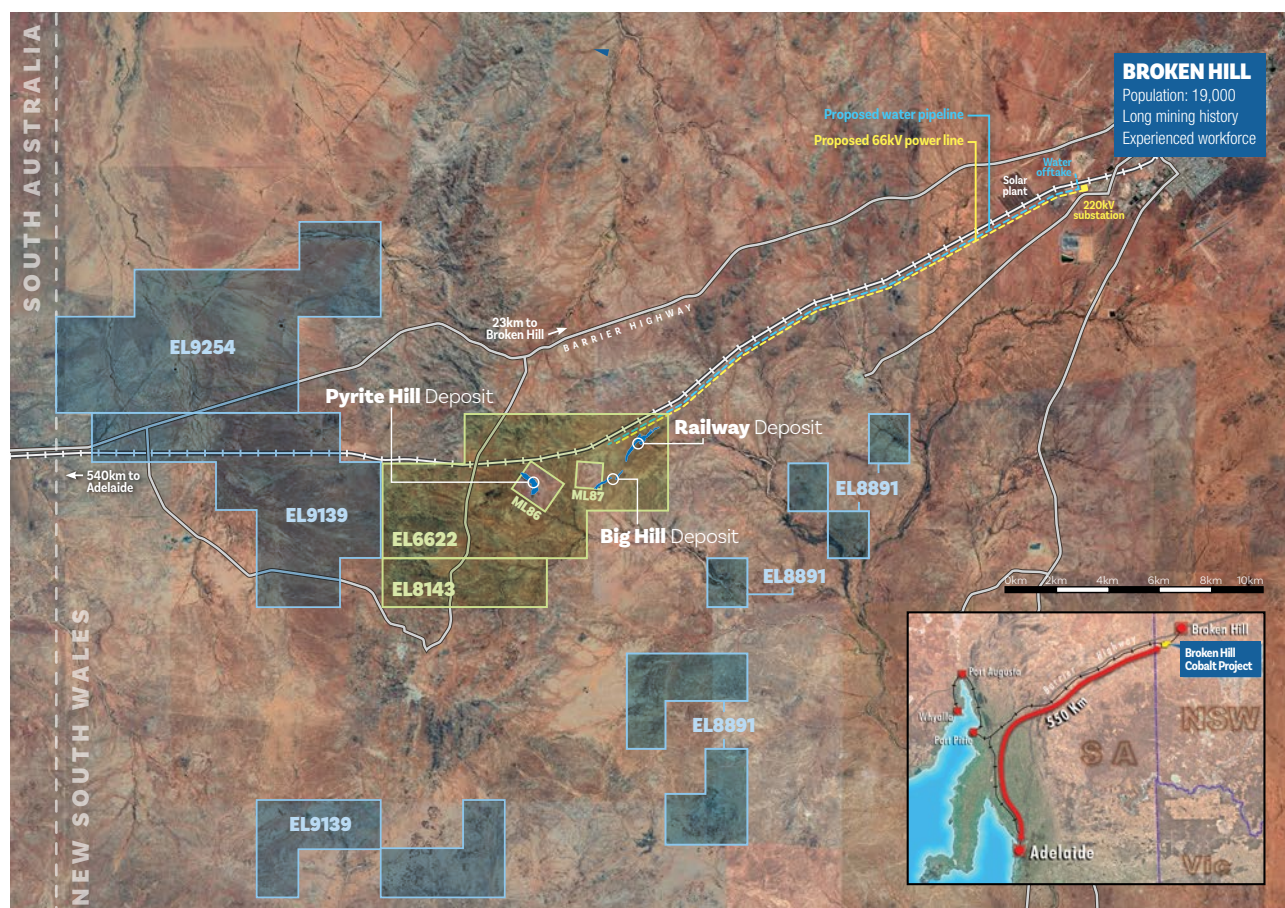 SOUTH AUSTRALIA
NEW SOUTH WALES
BROKEN HILL
Population: 19,000
Long mining history
Experienced workforce
Proposed water pipeline
Proposed 66kV power line
Water
offtake
Solar
plant
220kV
substation
23km to
Broken Hill
BARRIER HIGHWAY
EL9254
Pyrite Hill Deposit
Railway Deposit
← 540km to
Adelaide
ML86
ML87
EL9139
EL6622
Big Hill Deposit
EL8891
EL8143
EL8891
0km 2km 4km 6km 8km 10km
EL8891
EL9139
Broken Hill
Broken Hill
Cobalt Project
Barrier Highway
Port Augusta
Whyalla
Port Pirie
550 Km
NSW
SA
Adelaide
Vic